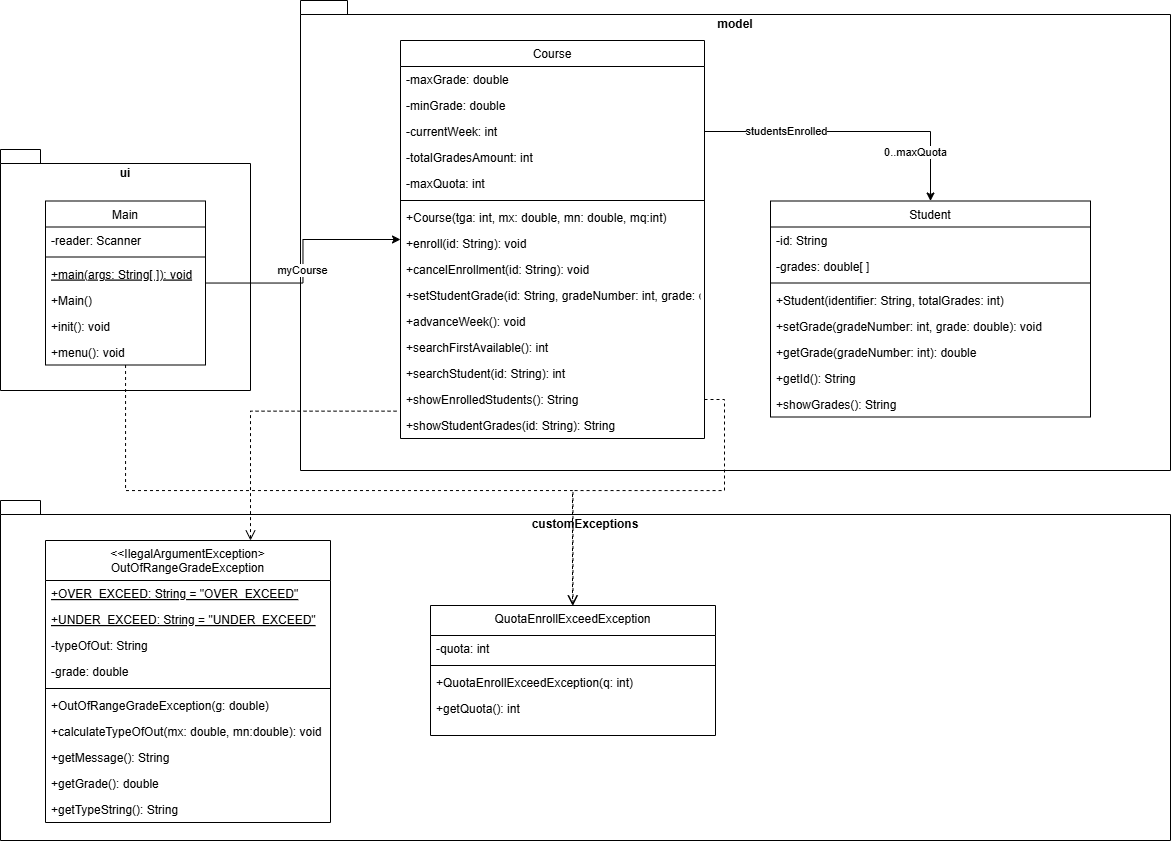 model
Course
-maxGrade: double
-minGrade: double
-currentWeek: int
-totalGradesAmount: int
-maxQuota: int
+Course(tga: int, mx: double, mn: double, mq:int)
+enroll(id: String): void
+cancelEnrollment(id: String): void
+setStudentGrade(id: String, gradeNumber: int, grade:
+advanceWeek(): void
+searchFirstAvailable(): int
+searchStudent(id: String): int
+showEnrolledStudents(): String
+showStudentGrades(id: String): String
studentsEnrolled
0..maxQuota
Student
-id: String
-grades: double[ ]
+Student(identifier: String, totalGrades: int)
+setGrade(gradeNumber: int, grade: double): void
+getGrade(gradeNumber: int): double
+getId(): String
+showGrades(): String
ui
Main
-reader: Scanner
+main(args: String[ ]): void
+Main()
+init(): void
+menu(): void
myCourse
customExceptions
<<IlegalArgumentException>
OutOfRangeGradeException
+OVER_EXCEED: String = "OVER_EXCEED"
+UNDER_EXCEED: String = "UNDER_EXCEED"
-typeOfOut: String
-grade: double
+OutOfRangeGradeException(g: double)
+calculateTypeOfOut(mx: double, mn:double): void
+getMessage(): String
+getGrade(): double
+getTypeString(): String
QuotaEnrollExceedException
-quota: int
+QuotaEnrollExceedException(q: int)
+getQuota(): int